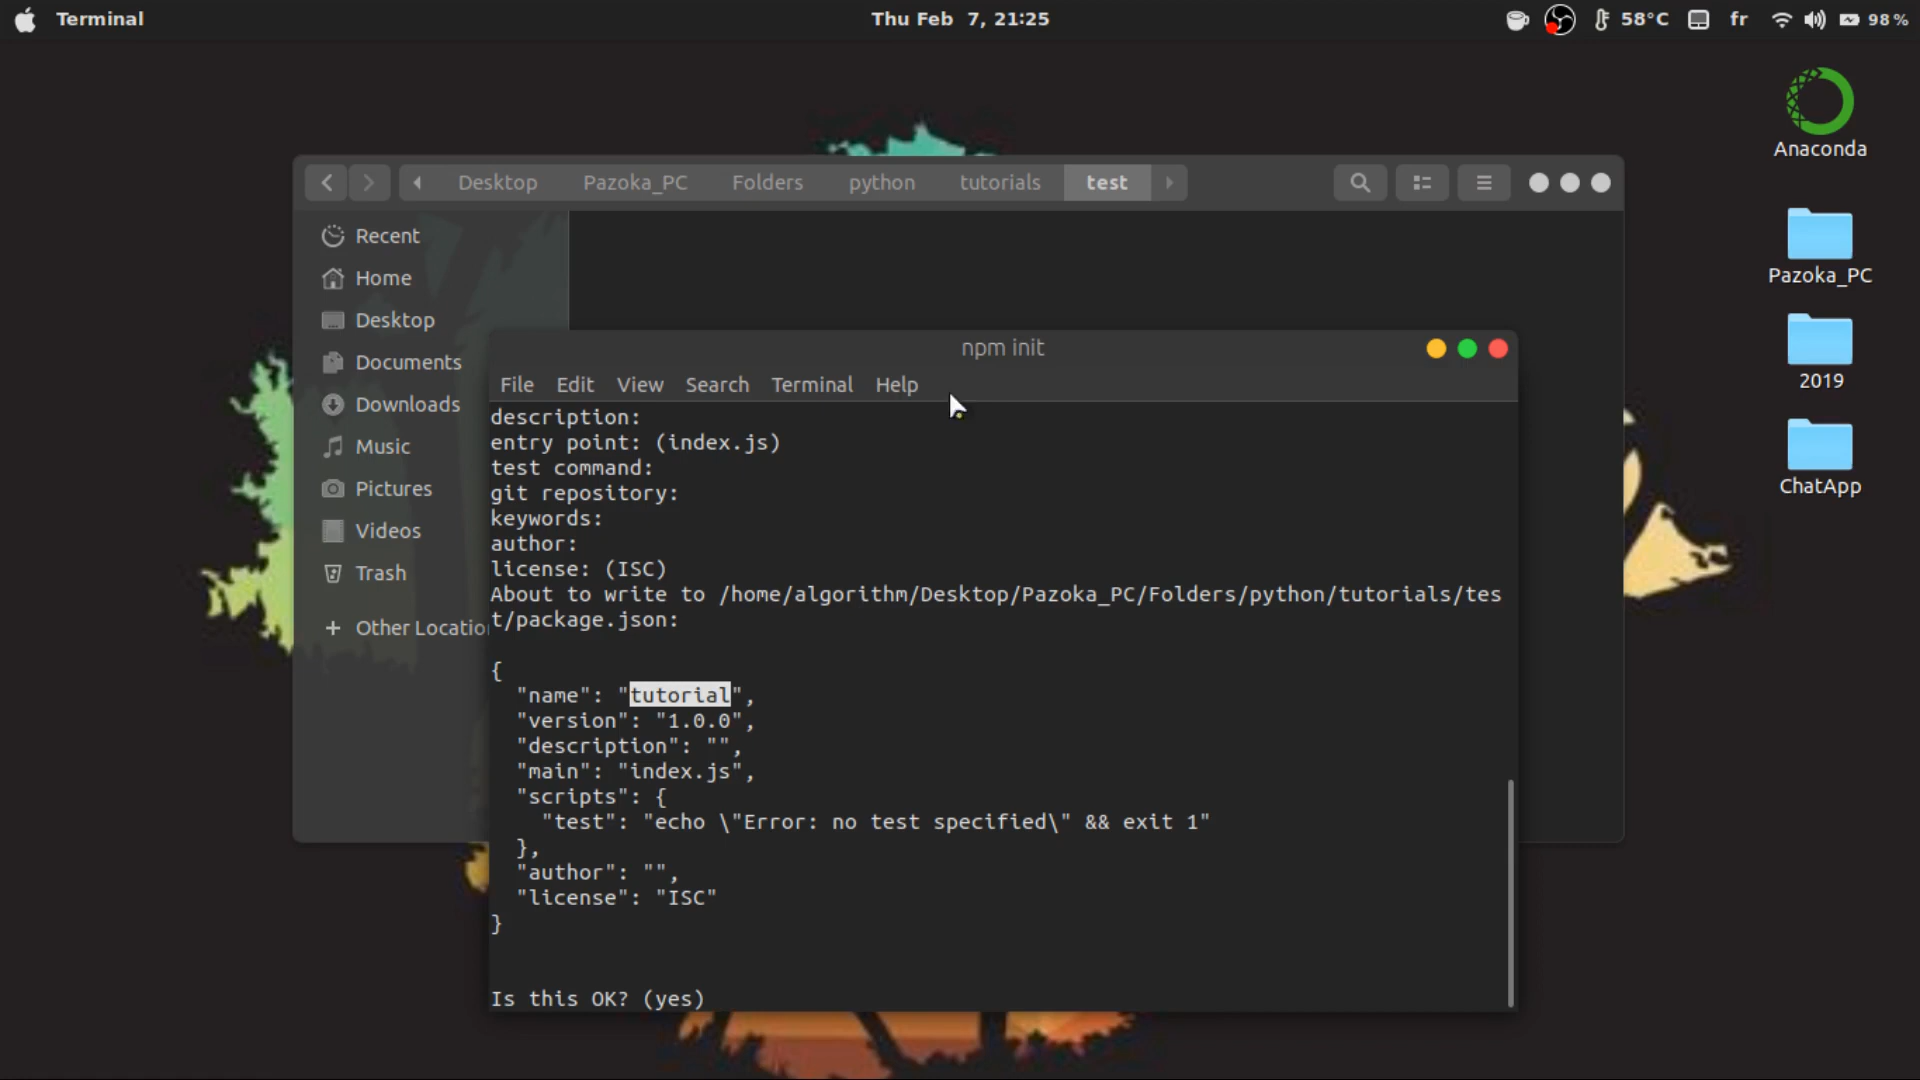 Terminal
Thu Feb  7, 21:25
58°C
fr
98 %
Anaconda
Pazoka_PC
2019
ChatApp
Desktop Pazoka_PC Folders python tutorials test
Recent
Home
Desktop
Documents
Downloads
Music
Pictures
Videos
Trash
+ Other Locatio
npm init
File Edit View Search Terminal Help
description:
entry point: (index.js)
test command:
git repository:
keywords:
author:
license: (ISC)
About to write to /home/algorithm/Desktop/Pazoka_PC/Folders/python/tutorials/tes
t/package.json:
{
  "name": "tutorial",
  "version": "1.0.0",
  "description": "",
  "main": "index.js",
  "scripts": {
    "test": "echo \"Error: no test specified\" && exit 1"
  },
  "author": "",
  "license": "ISC"
}
Is this OK? (yes)